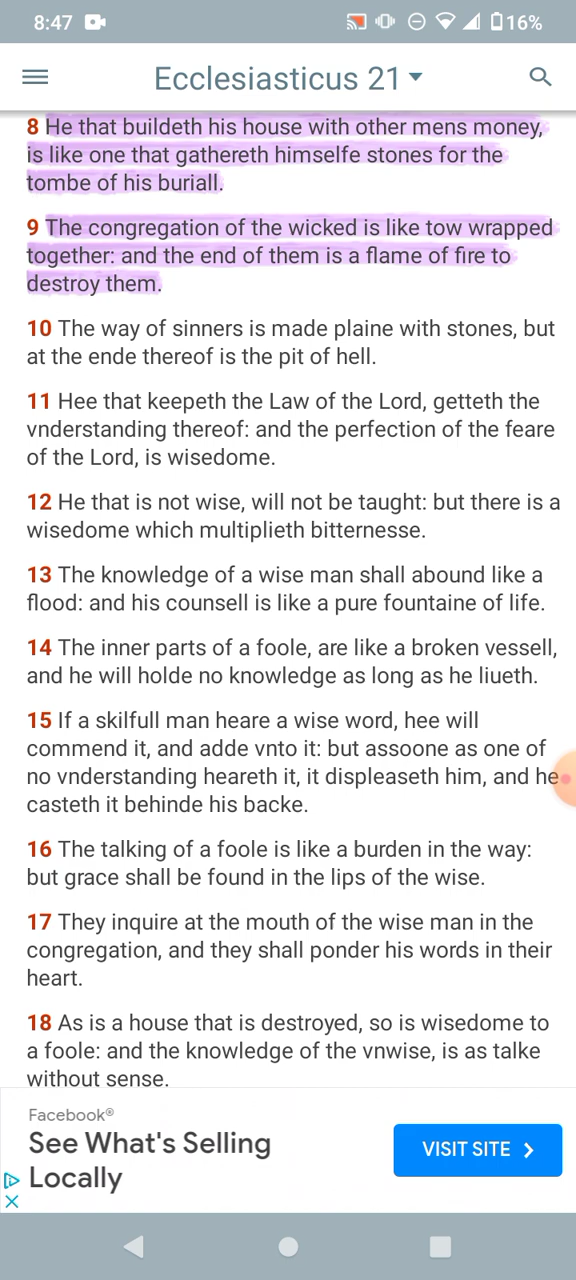 8:47 16%
Ecclesiasticus 21
8 He that buildeth his house with other mens money,
is like one that gathereth himselfe stones for the
tombe of his buriall.
9 The congregation of the wicked is like tow wrapped
together: and the end of them is a flame of fire to
destroy them.
10 The way of sinners is made plaine with stones, but
at the ende thereof is the pit of hell.
11 Hee that keepeth the Law of the Lord, getteth the
vnderstanding thereof: and the perfection of the feare
of the Lord, is wisedome.
12 He that is not wise, will not be taught: but there is a
wisedome which multiplieth bitternesse.
13 The knowledge of a wise man shall abound like a
flood: and his counsell is like a pure fountaine of life.
14 The inner parts of a foole, are like a broken vessell,
and he will holde no knowledge as long as he liueth.
15 If a skilfull man heare a wise word, hee will
commend it, and adde vnto it: but assoone as one of
no vnderstanding heareth it, it displeaseth him, and he
casteth it behinde his backe.
16 The talking of a foole is like a burden in the way:
but grace shall be found in the lips of the wise.
17 They inquire at the mouth of the wise man in the
congregation, and they shall ponder his words in their
heart.
18 As is a house that is destroyed, so is wisedome to
a foole: and the knowledge of the vnwise, is as talke
without sense.
Facebook®
See What's Selling
Locally
VISIT SITE